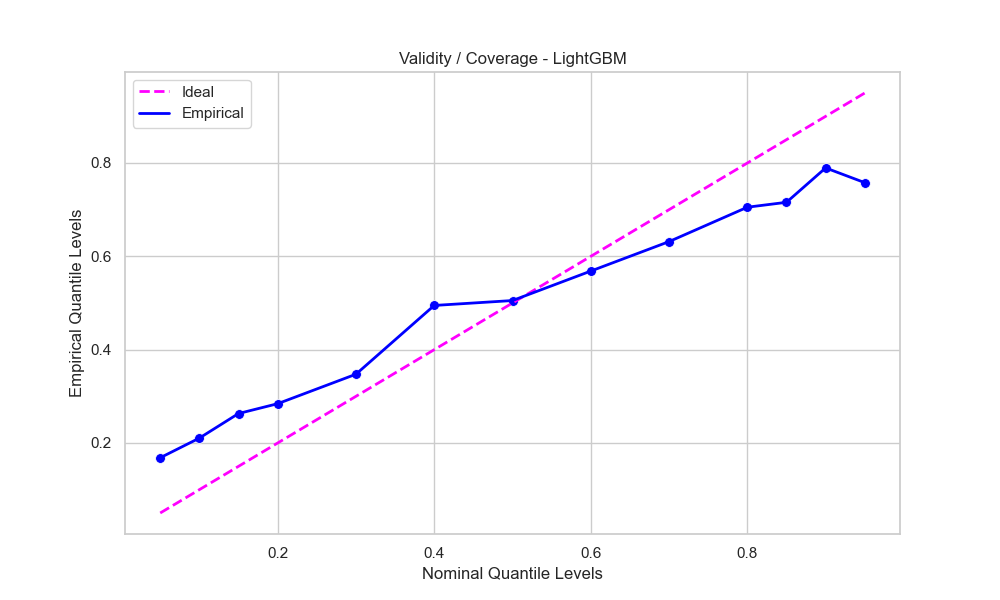 Validity / Coverage - LightGBM
Ideal
Empirical
Empirical Quantile Levels
0.8
0.6
0.4
0.2
0.2
0.4
0.6
0.8
Nominal Quantile Levels